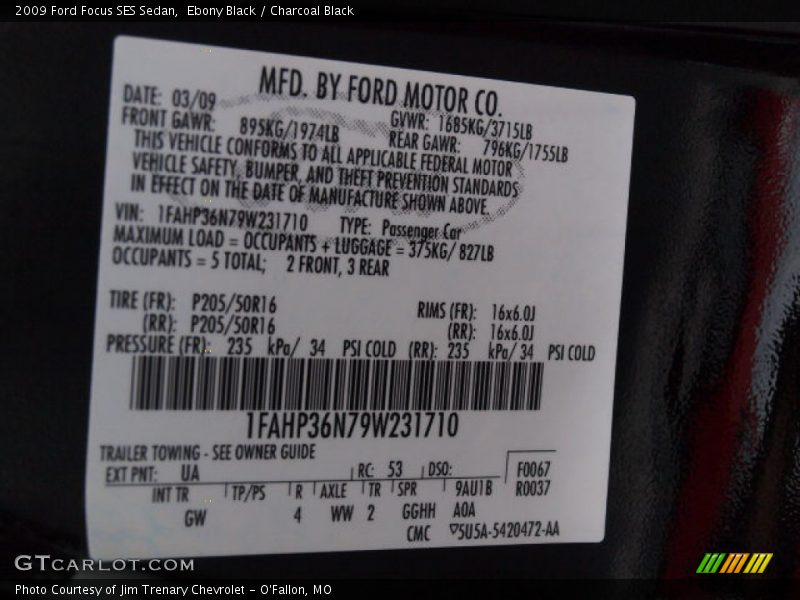 2009 Ford Focus SES Sedan, Ebony Black / Charcoal Black
MFD. BY FORD MOTOR CO.
DATE: 03/09 GVWR: 1685KG/3715LB
FRONT GAWR: 895KG/1974LB REAR GAWR: 796KG/1755LB
THIS VEHICLE CONFORMS TO ALL APPLICABLE FEDERAL MOTOR
VEHICLE SAFETY, BUMPER, AND THEFT PREVENTION STANDARDS
IN EFFECT ON THE DATE OF MANUFACTURE SHOWN ABOVE.
VIN: 1FAHP36N79W231710 TYPE: Passenger Car
MAXIMUM LOAD = OCCUPANTS + LUGGAGE = 375KG/ 827LB
OCCUPANTS = 5 TOTAL; 2 FRONT, 3 REAR
TIRE (FR): P205/50R16 RIMS (FR): 16x6.0J
(RR): P205/50R16 (RR): 16x6.0J
PRESSURE (FR): 235 kPa/ 34 PSI COLD (RR): 235 kPa/ 34 PSI COLD
1FAHP36N79W231710
TRAILER TOWING - SEE OWNER GUIDE
EXT PNT: UA RC: 53 DSO: F0067
INT TR TP/PS R AXLE TR SPR 9AU1B R0037
GW 4 WW 2 GGHH AOA
CMC ▽5U5A-5420472-AA
GTCARLOT.COM
Photo Courtesy of Jim Trenary Chevrolet - O'Fallon, MO